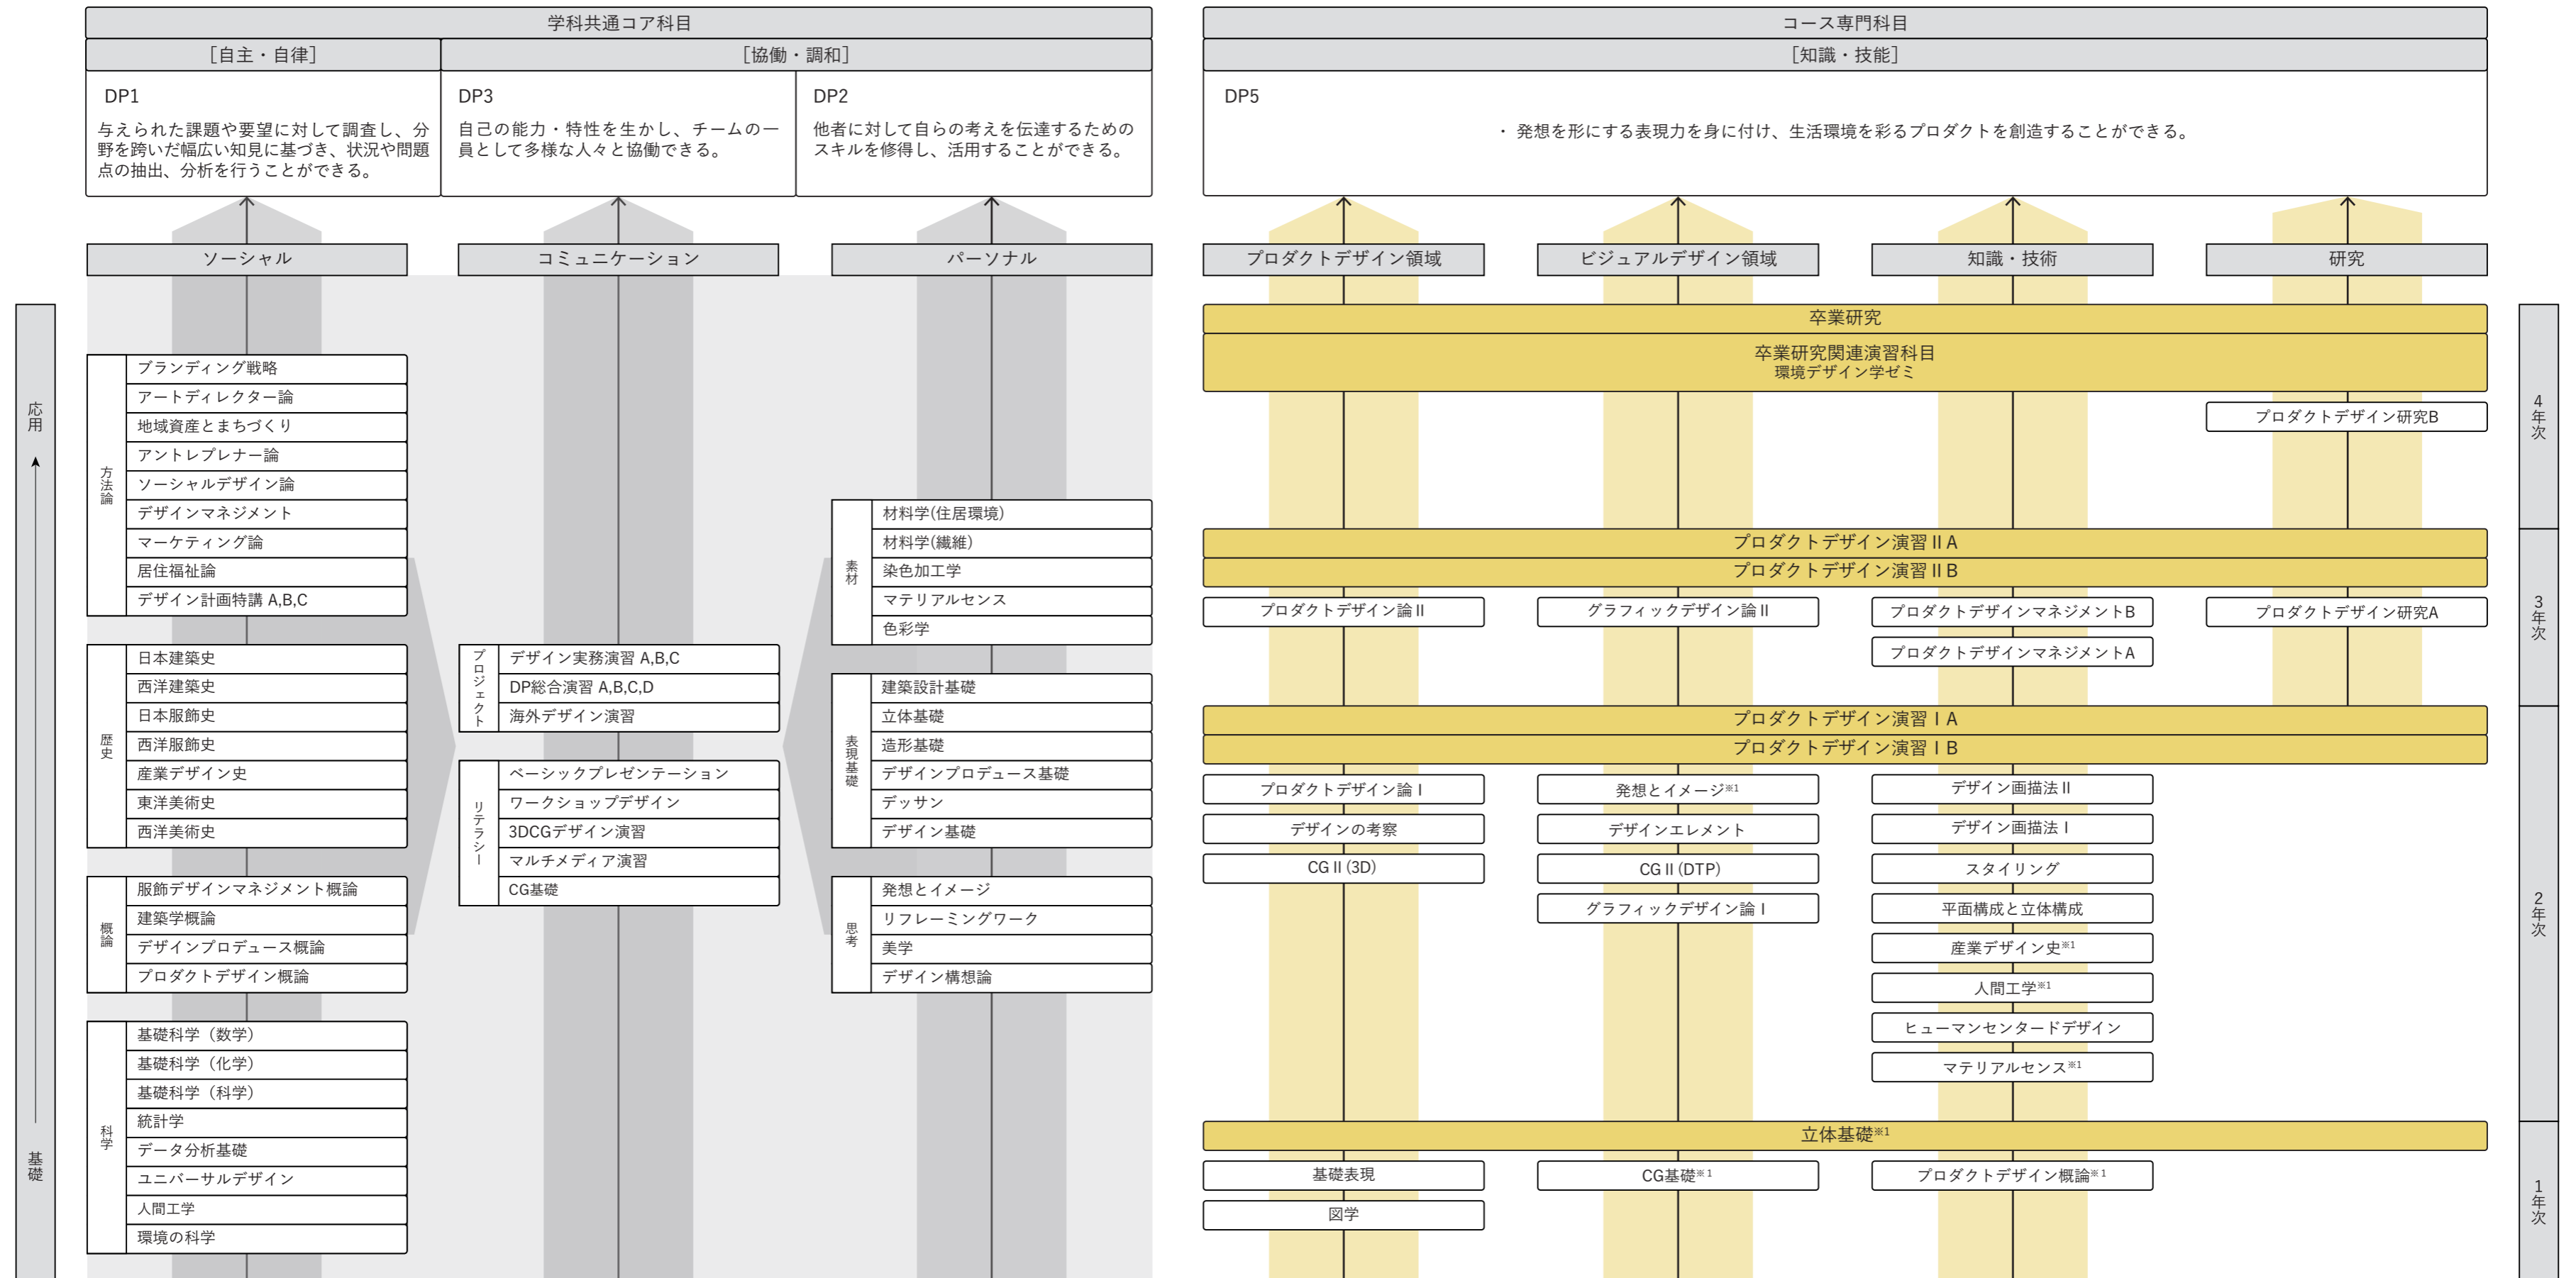 学科共通コア科目
[自主・自律]
[協働・調和]
DP1
与えられた課題や要望に対して調査し、分
野を跨いだ幅広い知見に基づき、状況や問題
点の抽出、分析を行うことができる。
DP3
自己の能力・特性を生かし、チームの一
員として多様な人々と協働できる。
DP2
他者に対して自らの考えを伝達するための
スキルを修得し、活用することができる。
コース専門科目
[知識・技能]
DP5
・ 発想を形にする表現力を身に付け、生活環境を彩るプロダクトを創造することができる。
応用
基礎
ソーシャル
方法論
ブランディング戦略
アートディレクター論
地域資産とまちづくり
アントレプレナー論
ソーシャルデザイン論
デザインマネジメント
マーケティング論
居住福祉論
デザイン計画特講 A,B,C
歴史
日本建築史
西洋建築史
日本服飾史
西洋服飾史
産業デザイン史
東洋美術史
西洋美術史
概論
服飾デザインマネジメント概論
建築学概論
デザインプロデュース概論
プロダクトデザイン概論
科学
基礎科学（数学）
基礎科学（化学）
基礎科学（科学）
統計学
データ分析基礎
ユニバーサルデザイン
人間工学
環境の科学
コミュニケーション
プロジェクト
デザイン実務演習 A,B,C
DP総合演習 A,B,C,D
海外デザイン演習
リテラシー
ベーシックプレゼンテーション
ワークショップデザイン
3DCGデザイン演習
マルチメディア演習
CG基礎
パーソナル
素材
材料学(住居環境)
材料学(繊維)
染色加工学
マテリアルセンス
色彩学
表現基礎
建築設計基礎
立体基礎
造形基礎
デザインプロデュース基礎
デッサン
デザイン基礎
思考
発想とイメージ
リフレーミングワーク
美学
デザイン構想論
プロダクトデザイン領域
ビジュアルデザイン領域
知識・技術
研究
卒業研究
卒業研究関連演習科目
環境デザイン学ゼミ
プロダクトデザイン研究B
4年次
プロダクトデザイン演習ⅡA
プロダクトデザイン演習ⅡB
プロダクトデザイン論Ⅱ
グラフィックデザイン論Ⅱ
プロダクトデザインマネジメントB
プロダクトデザイン研究A
プロダクトデザインマネジメントA
3年次
プロダクトデザイン演習ⅠA
プロダクトデザイン演習ⅠB
プロダクトデザイン論Ⅰ
発想とイメージ※1
デザイン画描法Ⅱ
デザインの考察
デザインエレメント
デザイン画描法Ⅰ
CGⅡ(3D)
CGⅡ(DTP)
スタイリング
グラフィックデザイン論Ⅰ
平面構成と立体構成
産業デザイン史※1
人間工学※1
ヒューマンセンタードデザイン
マテリアルセンス※1
2年次
立体基礎※1
基礎表現
CG基礎※1
プロダクトデザイン概論※1
図学
1年次